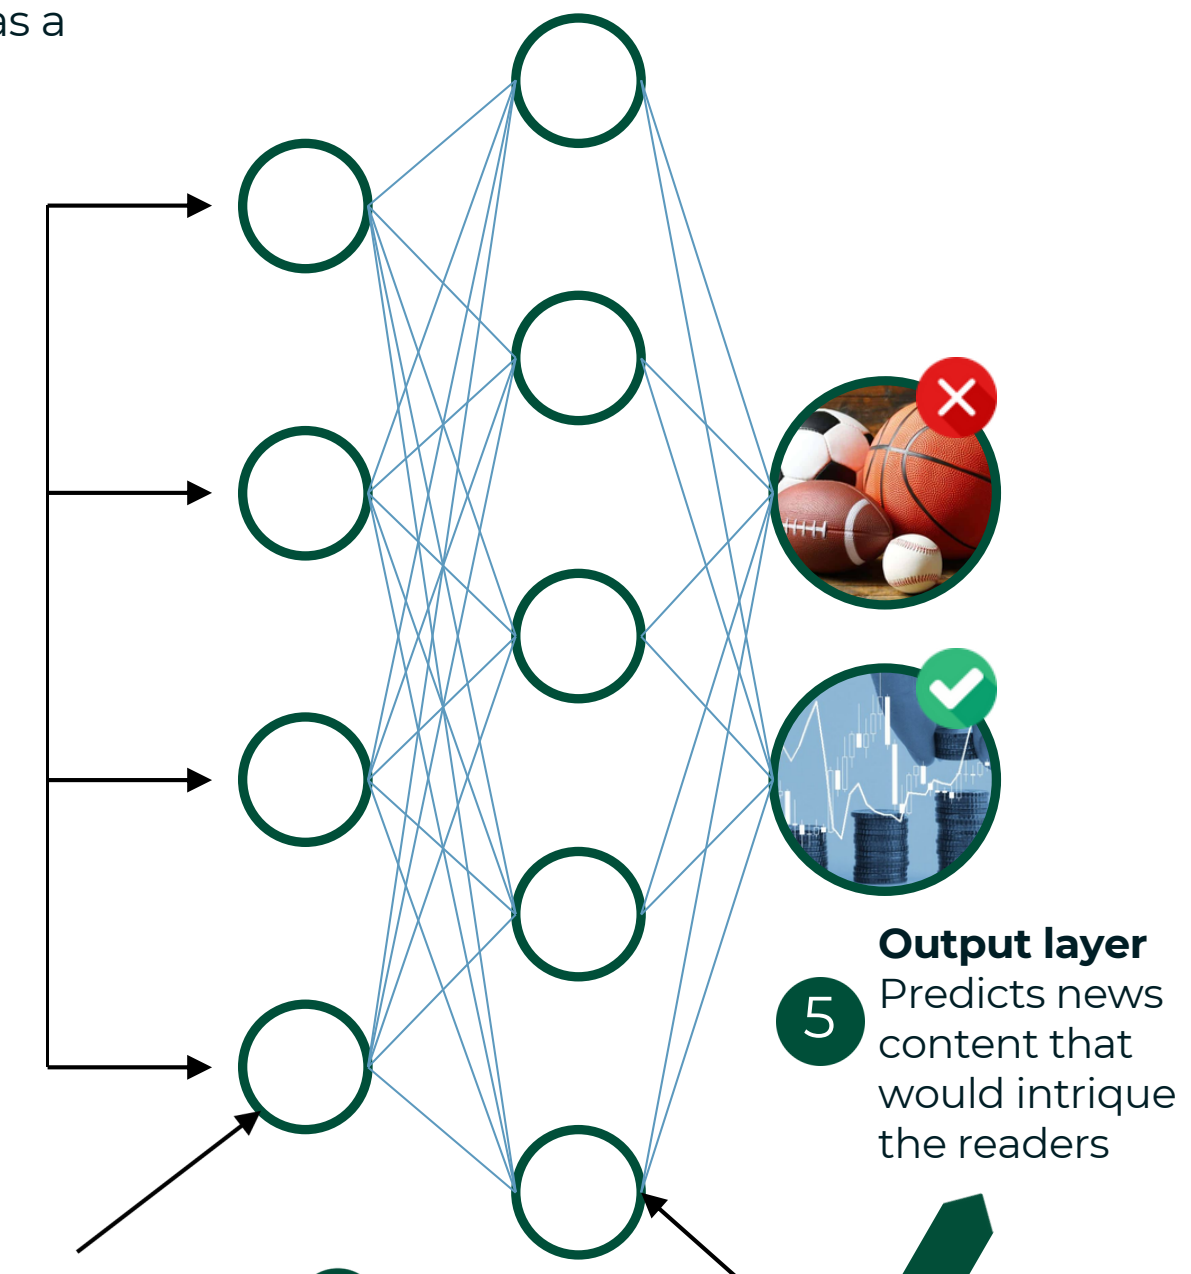 as a
Output layer
5
Predicts news
content that
would intrique
the readers